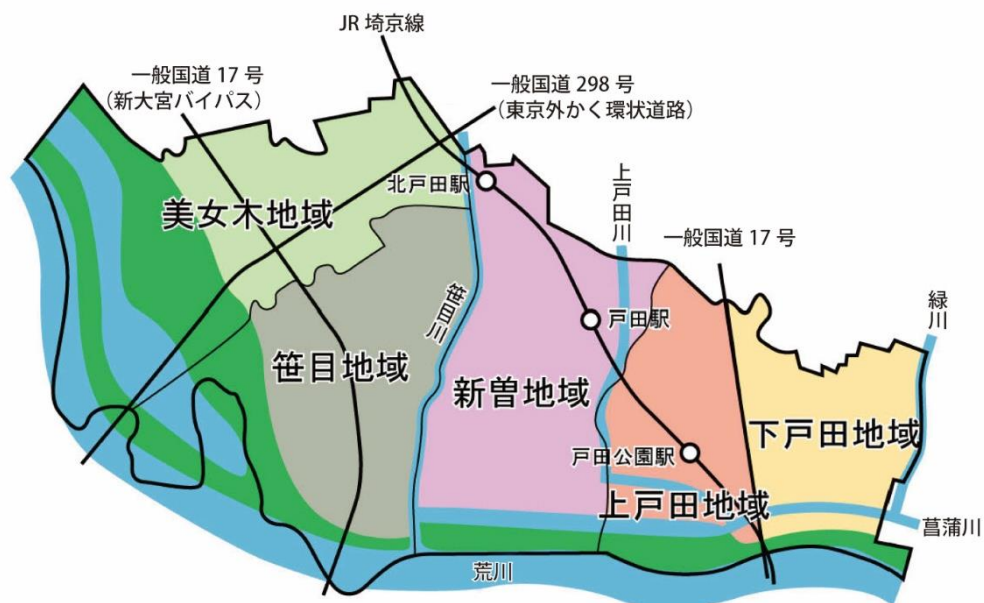 JR 埼京線
一般国道 17 号
（新大宮バイパス）
一般国道 298 号
（東京外かく環状道路）
北戸田駅
上戸田川
美女木地域
一般国道 17 号
笹目川
緑川
戸田駅
笹目地域
新曽地域
下戸田地域
戸田公園駅
上戸田地域
菖蒲川
荒川